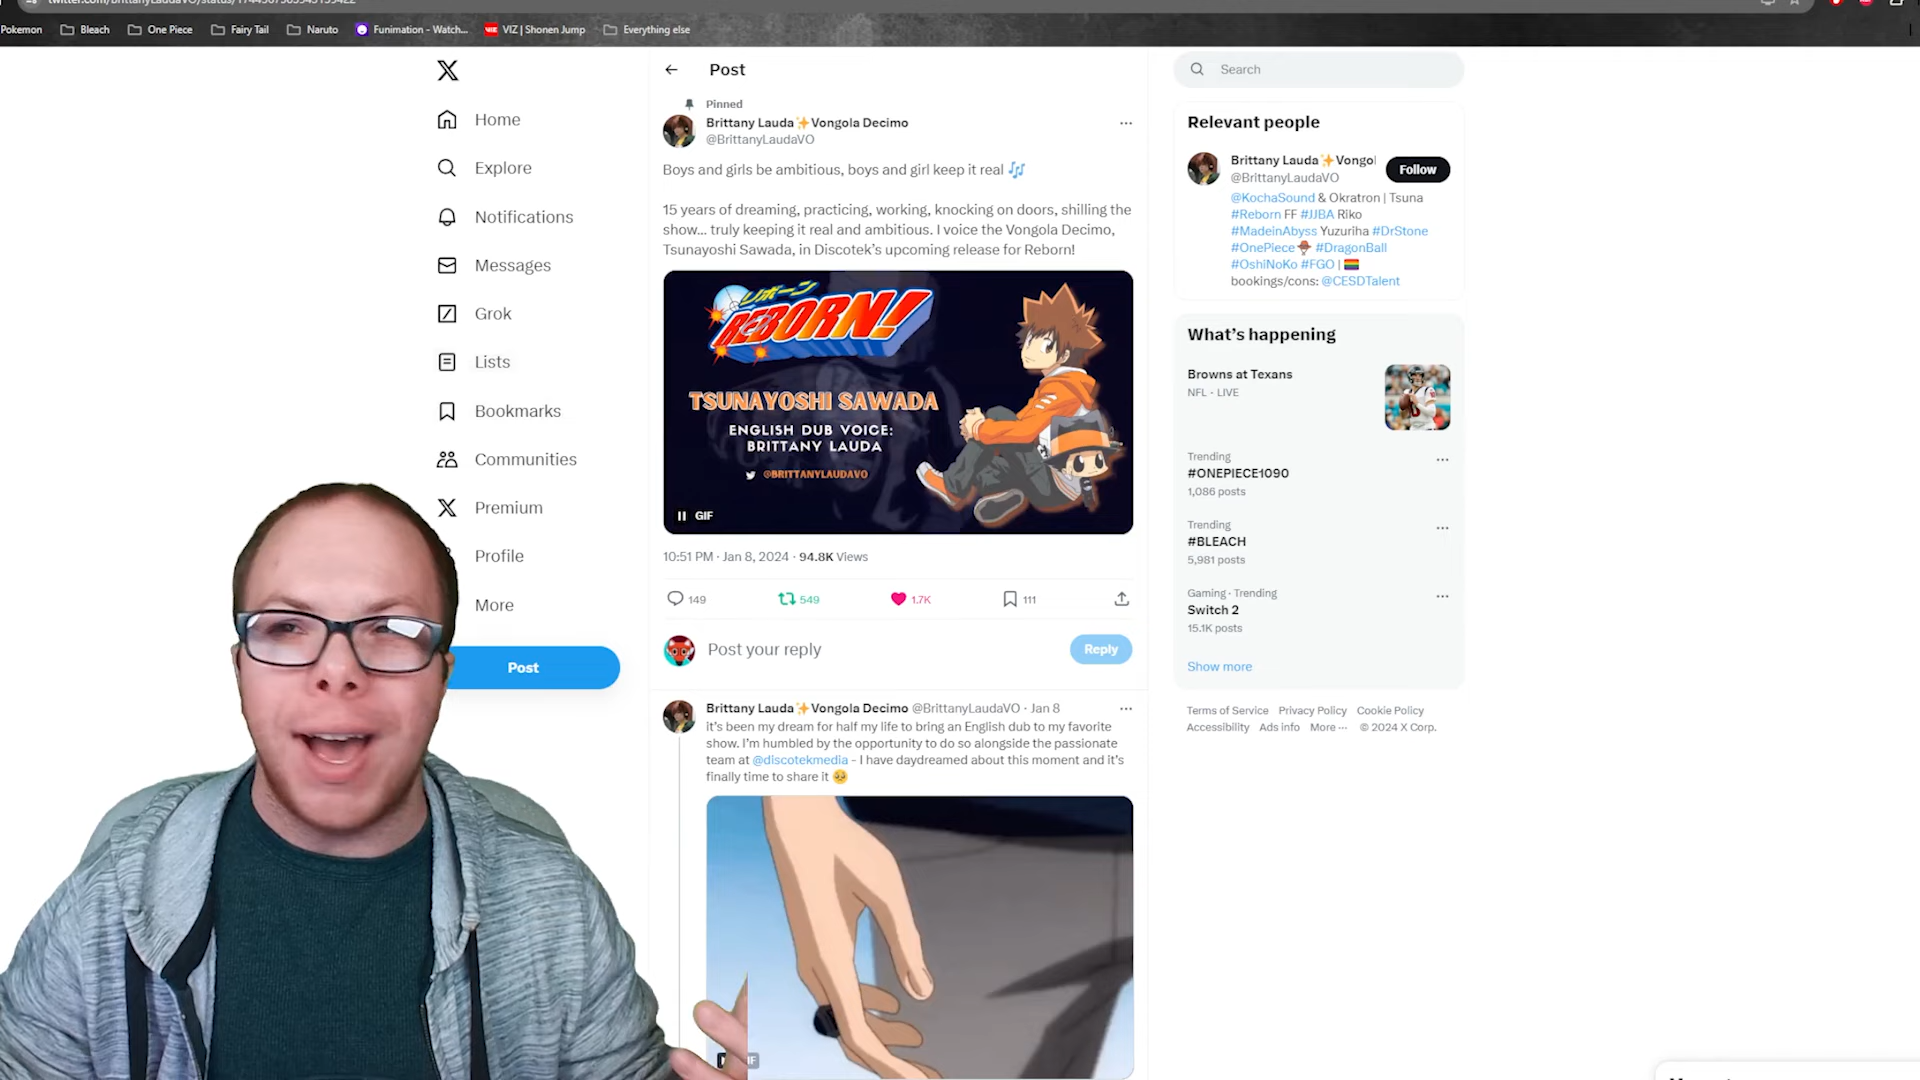 Pokemon
Bleach
One Piece
Fairy Tail
Naruto
Funimation - Watch...
VIZ | Shonen Jump
Everything else
Home
Explore
Notifications
Messages
Grok
Lists
Bookmarks
Communities
Premium
Profile
More
Post
Post
Pinned
Brittany Lauda✨Vongola Decimo
@BrittanyLaudaVO
Boys and girls be ambitious, boys and girl keep it real 🎶
15 years of dreaming, practicing, working, knocking on doors, shilling the
show... truly keeping it real and ambitious. I voice the Vongola Decimo,
Tsunayoshi Sawada, in Discotek's upcoming release for Reborn!
リボーン
REBORN!
TSUNAYOSHI SAWADA
ENGLISH DUB VOICE:
BRITTANY LAUDA
@BRITTANYLAUDAVO
GIF
10:51 PM · Jan 8, 2024 · 94.8K Views
149 549 1.7K 111
Post your reply
Reply
Brittany Lauda✨Vongola Decimo @BrittanyLaudaVO · Jan 8
it's been my dream for half my life to bring an English dub to my favorite
show. I'm humbled by the opportunity to do so alongside the passionate
team at @discotekmedia - I have daydreamed about this moment and it's
finally time to share it 🥺
Search
Relevant people
Brittany Lauda✨Vongol
@BrittanyLaudaVO
Follow
@KochaSound & Okratron | Tsuna
#Reborn FF #JJBA Riko
#MadeinAbyss Yuzuriha #DrStone
#OnePiece #DragonBall
#OshiNoKo #FGO | 🏳️‍🌈
bookings/cons: @CESDTalent
What's happening
Browns at Texans
NFL · LIVE
Trending
#ONEPIECE1090
1,086 posts
Trending
#BLEACH
5,981 posts
Gaming · Trending
Switch 2
15.1K posts
Show more
Terms of Service Privacy Policy Cookie Policy
Accessibility Ads info More ··· © 2024 X Corp.